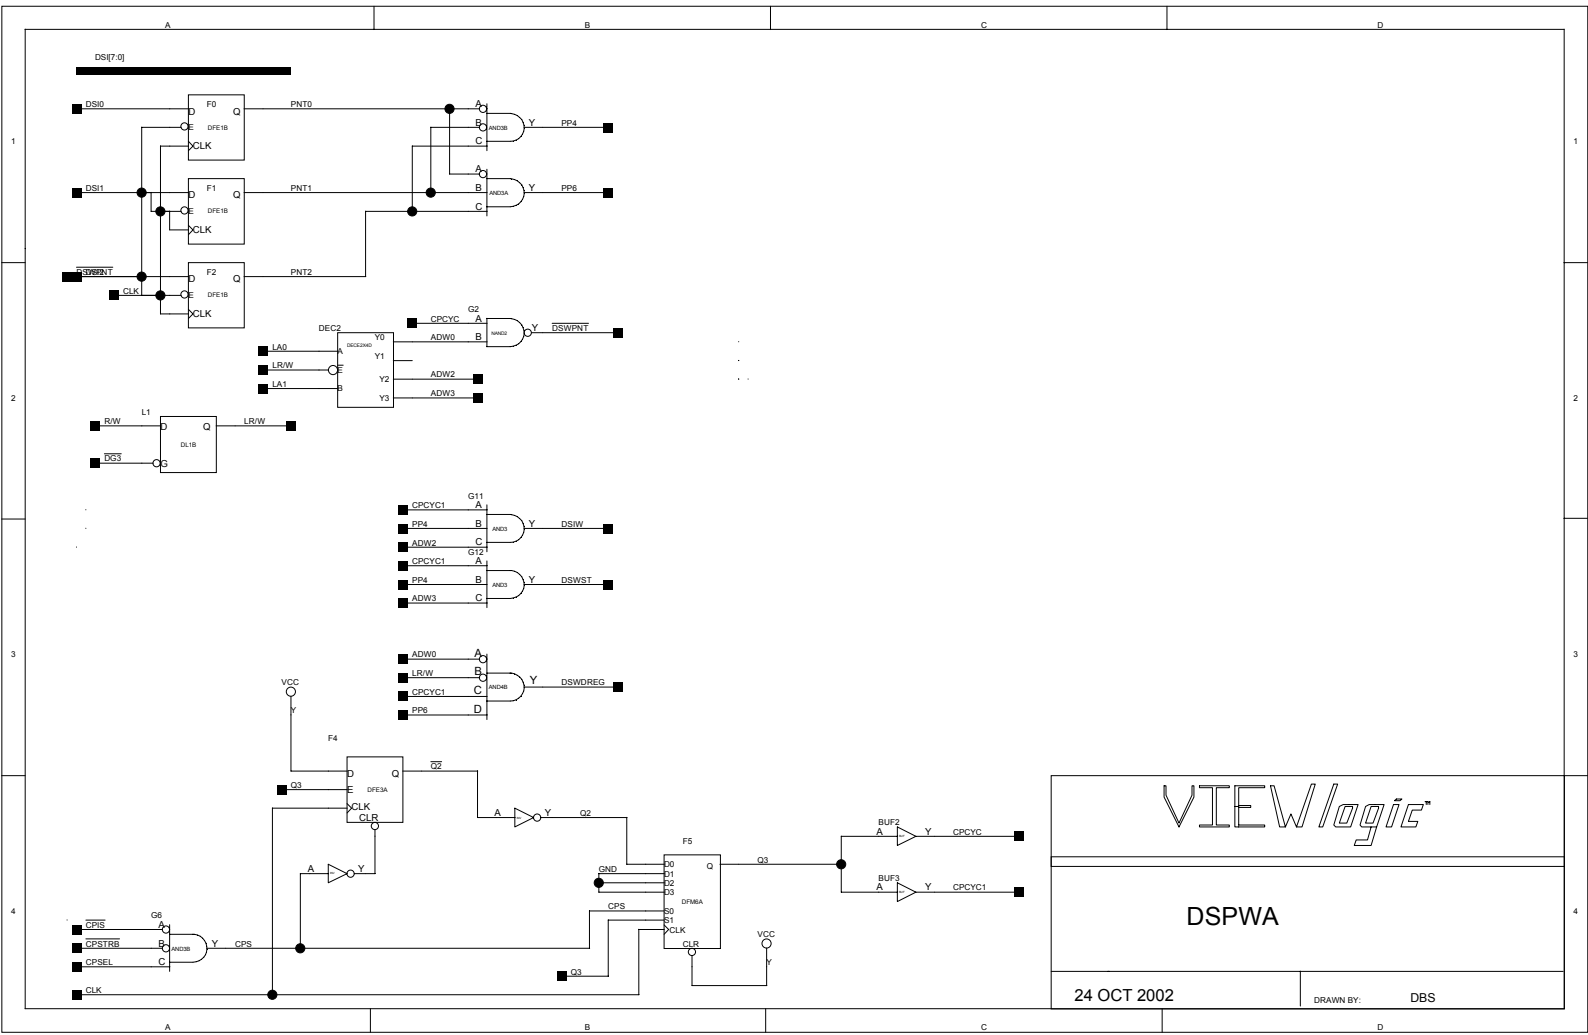 A B C D
DSI[7:0]
DSI0 D F0 Q PNT0 A
E DFE1B B AND3B Y PP4
CLK C
1 1
A
DSI1 D F1 Q PNT1 B AND3A Y PP6
E DFE1B C
CLK
DSWPNT DSI2 D F2 Q PNT2
CLK E DFE1B
CLK
G2
CPCYC A
NAND2 Y DSWPNT
ADW0 B
DEC2
DECE2X4D Y0
LA0 A
Y1
LR/W E
Y2 ADW2
LA1 B
Y3 ADW3
2 2
L1
R/W D Q LR/W
DL1B
DG3 G
G11
CPCYC1 A
PP4 B AND3 Y DSIW
ADW2 C
G12
CPCYC1 A
PP4 B AND3 Y DSWST
ADW3 C
3 3
ADW0 A
LR/W B AND4B Y DSWDREG
CPCYC1 C
PP6 D
VCC
Y
F4
D Q Q2
Q3 E DFE3A
CLK
CLR
A Y Q2
A Y
F5
D0 Q Q3
GND D1
D2
D3
DFM6A
CPS S0
S1
CLK
CLR
VCC
Y
Q3
BUF2
A Y CPCYC
BUF3
A Y CPCYC1
G6
CPIS A
CPSTRB B AND3B Y CPS
CPSEL C
CLK
4 4
VIEWlogic™
DSPWA
24 OCT 2002
DRAWN BY: DBS
A B C D